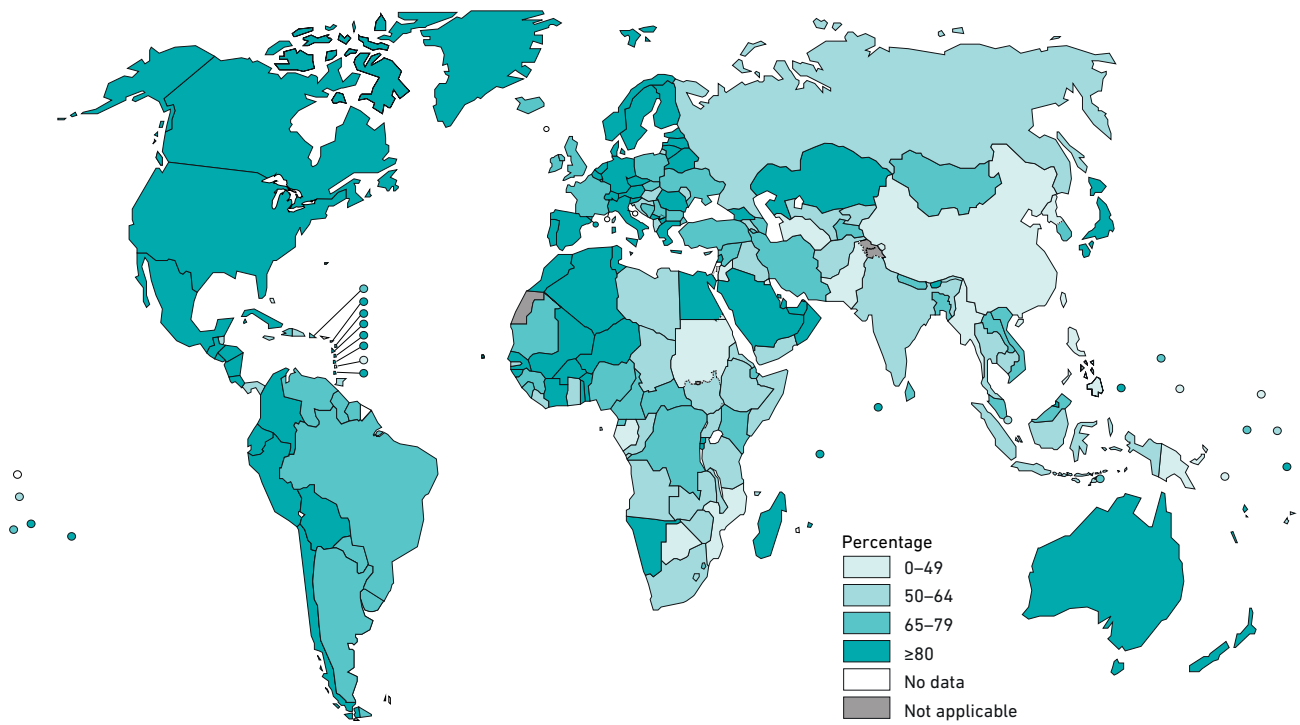 Percentage
0–49
50–64
65–79
≥80
No data
Not applicable